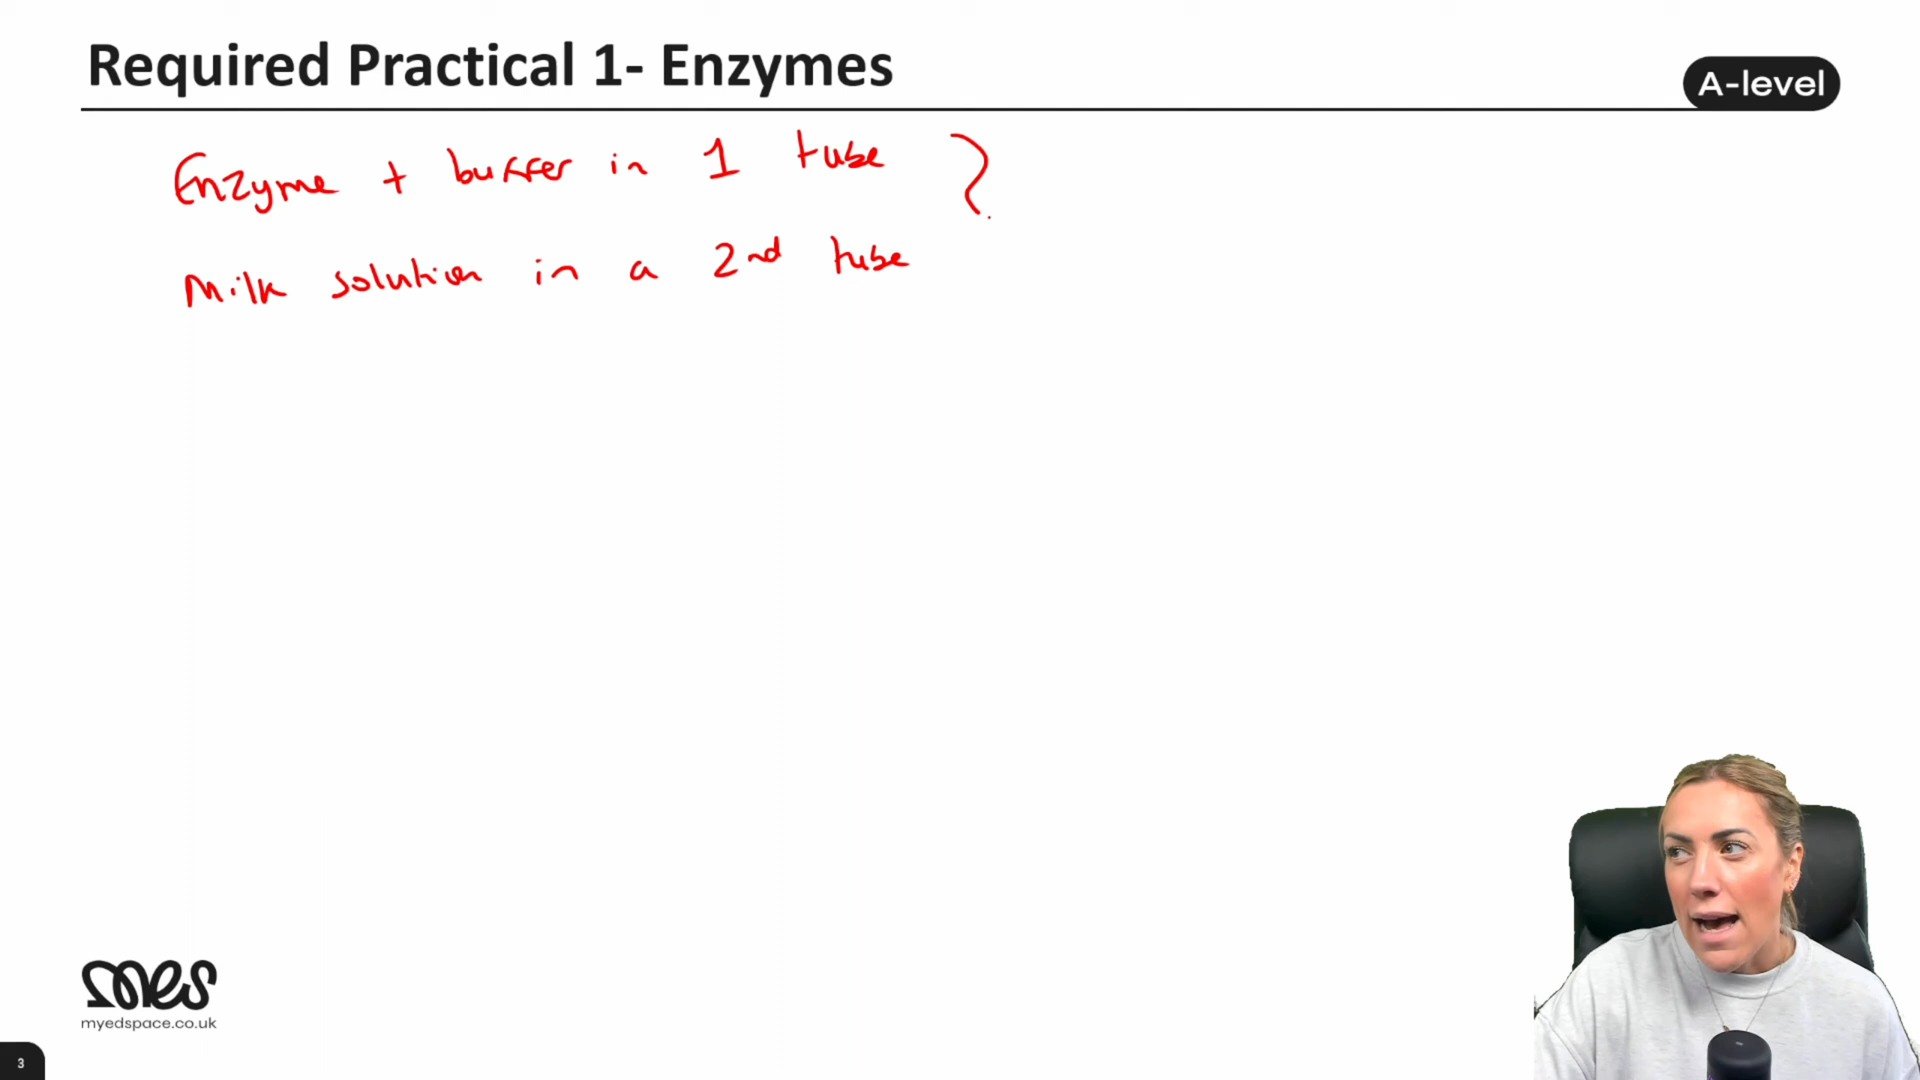 Required Practical 1- Enzymes
A-level
Enzyme + buffer in 1 tube
Milk solution in a 2nd tube
mes
myedspace.co.uk
3